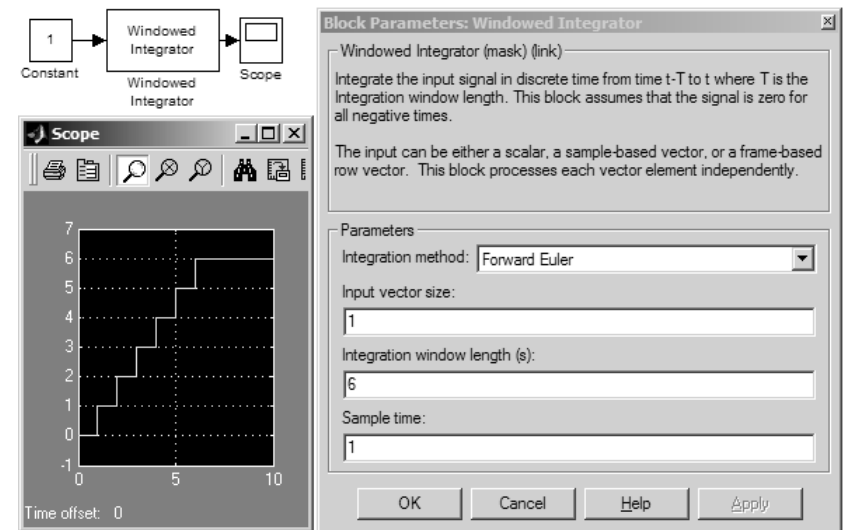 1
Constant
Windowed
Integrator
Windowed
Integrator
Scope
Scope
7
6
5
4
3
2
1
0
-1
0
5
10
Time offset: 0
Block Parameters: Windowed Integrator
Windowed Integrator (mask) (link)
Integrate the input signal in discrete time from time t-T to t where T is the
Integration window length. This block assumes that the signal is zero for
all negative times.
The input can be either a scalar, a sample-based vector, or a frame-based
row vector. This block processes each vector element independently.
Parameters
Integration method: Forward Euler
Input vector size:
1
Integration window length (s):
6
Sample time:
1
OK
Cancel
Help
Apply